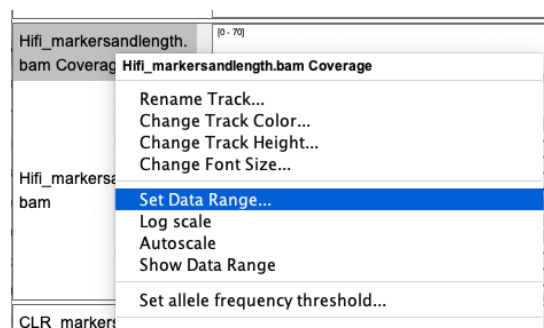 Hifi_markersandlength.
bam Coverag
[0 - 70]
Hifi_markersandlength.bam Coverage
Rename Track...
Change Track Color...
Change Track Height...
Change Font Size...
Set Data Range...
Log scale
Autoscale
Show Data Range
Set allele frequency threshold...
Hifi_markersa
bam
CLR_markers